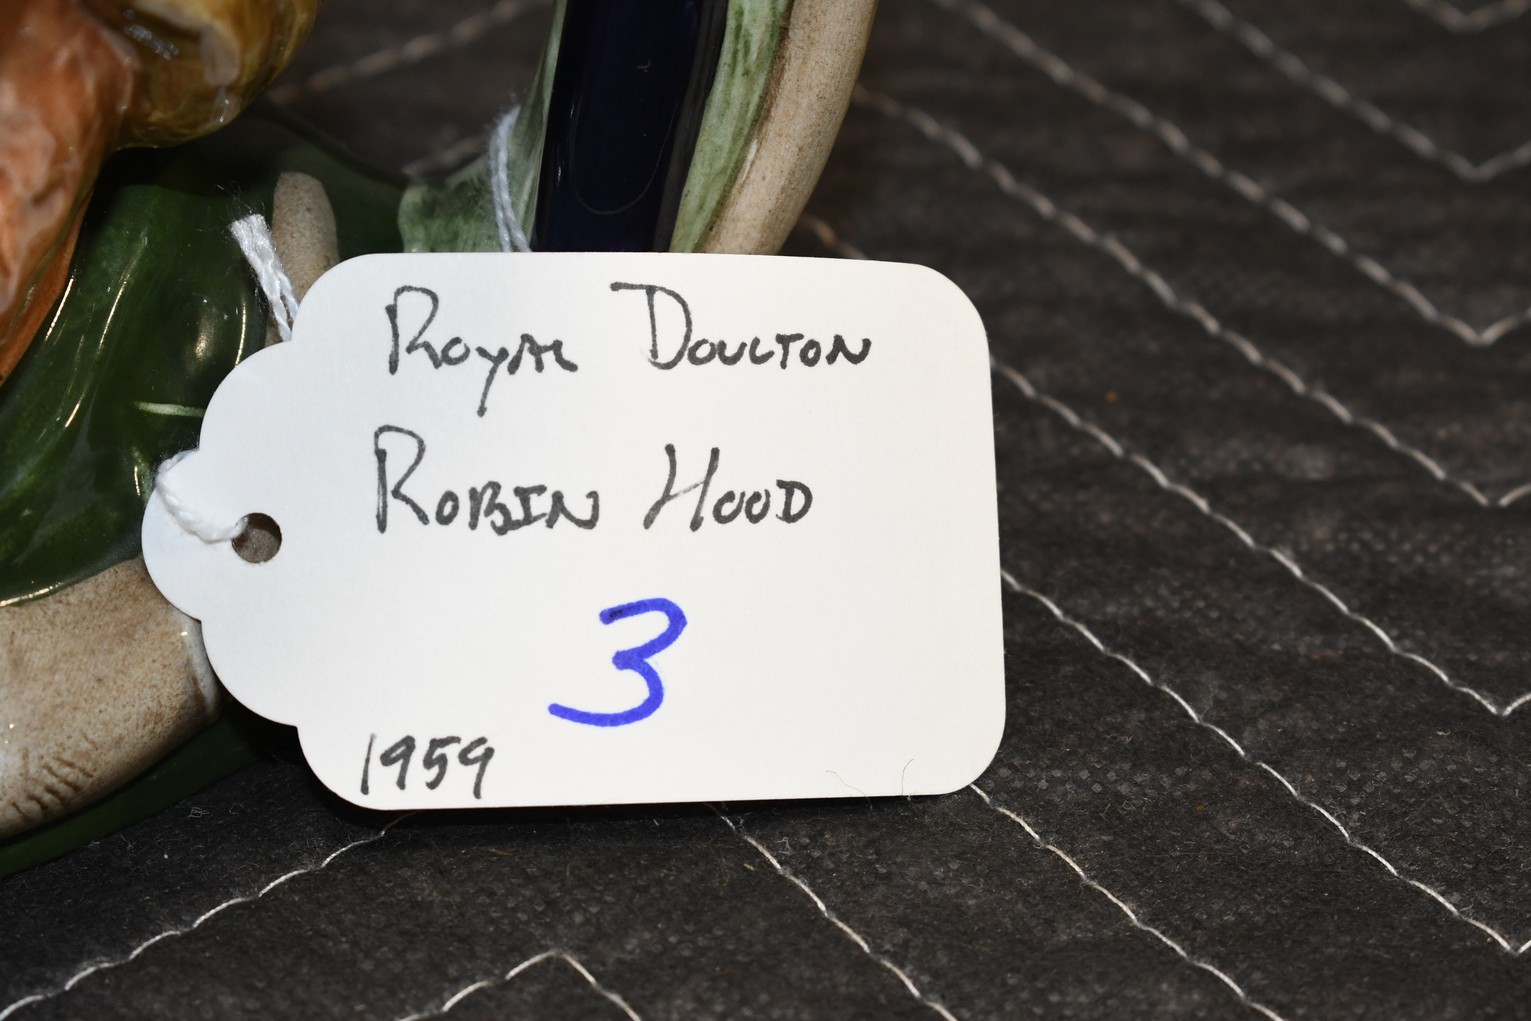 Royal Doulton
Robin Hood
3
1959